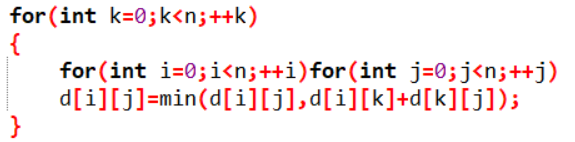 for(int k=0;k<n;++k)
{
for(int i=0;i<n;++i)for(int j=0;j<n;++j)
d[i][j]=min(d[i][j],d[i][k]+d[k][j]);
}